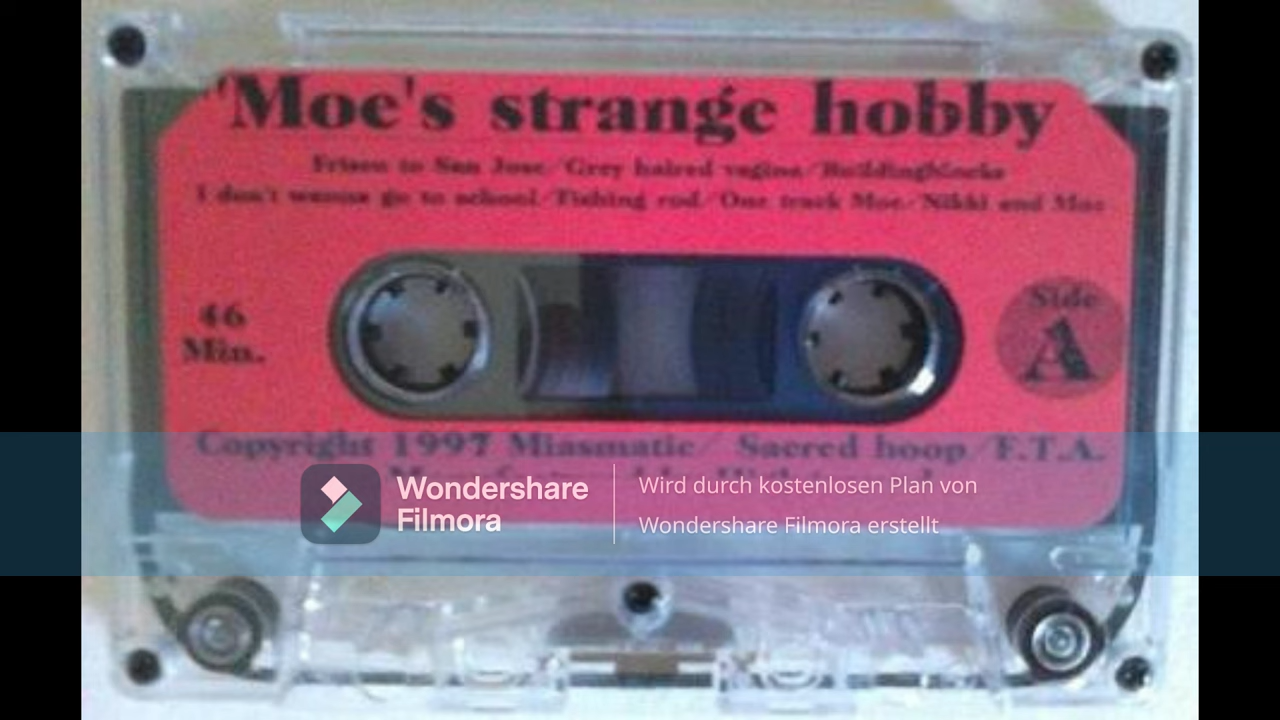 'Moe's strange hobby
Frisco to San Jose/Grey haired vagina/Buildingblocks
I don't wanna go to school/Fishing rod/One track Moe/Nikki and Moe
46
Min.
Side
A
Copyright 1997 Miasmatic/ Sacred hoop/F.T.A.
Wondershare
Filmora
Wird durch kostenlosen Plan von
Wondershare Filmora erstellt